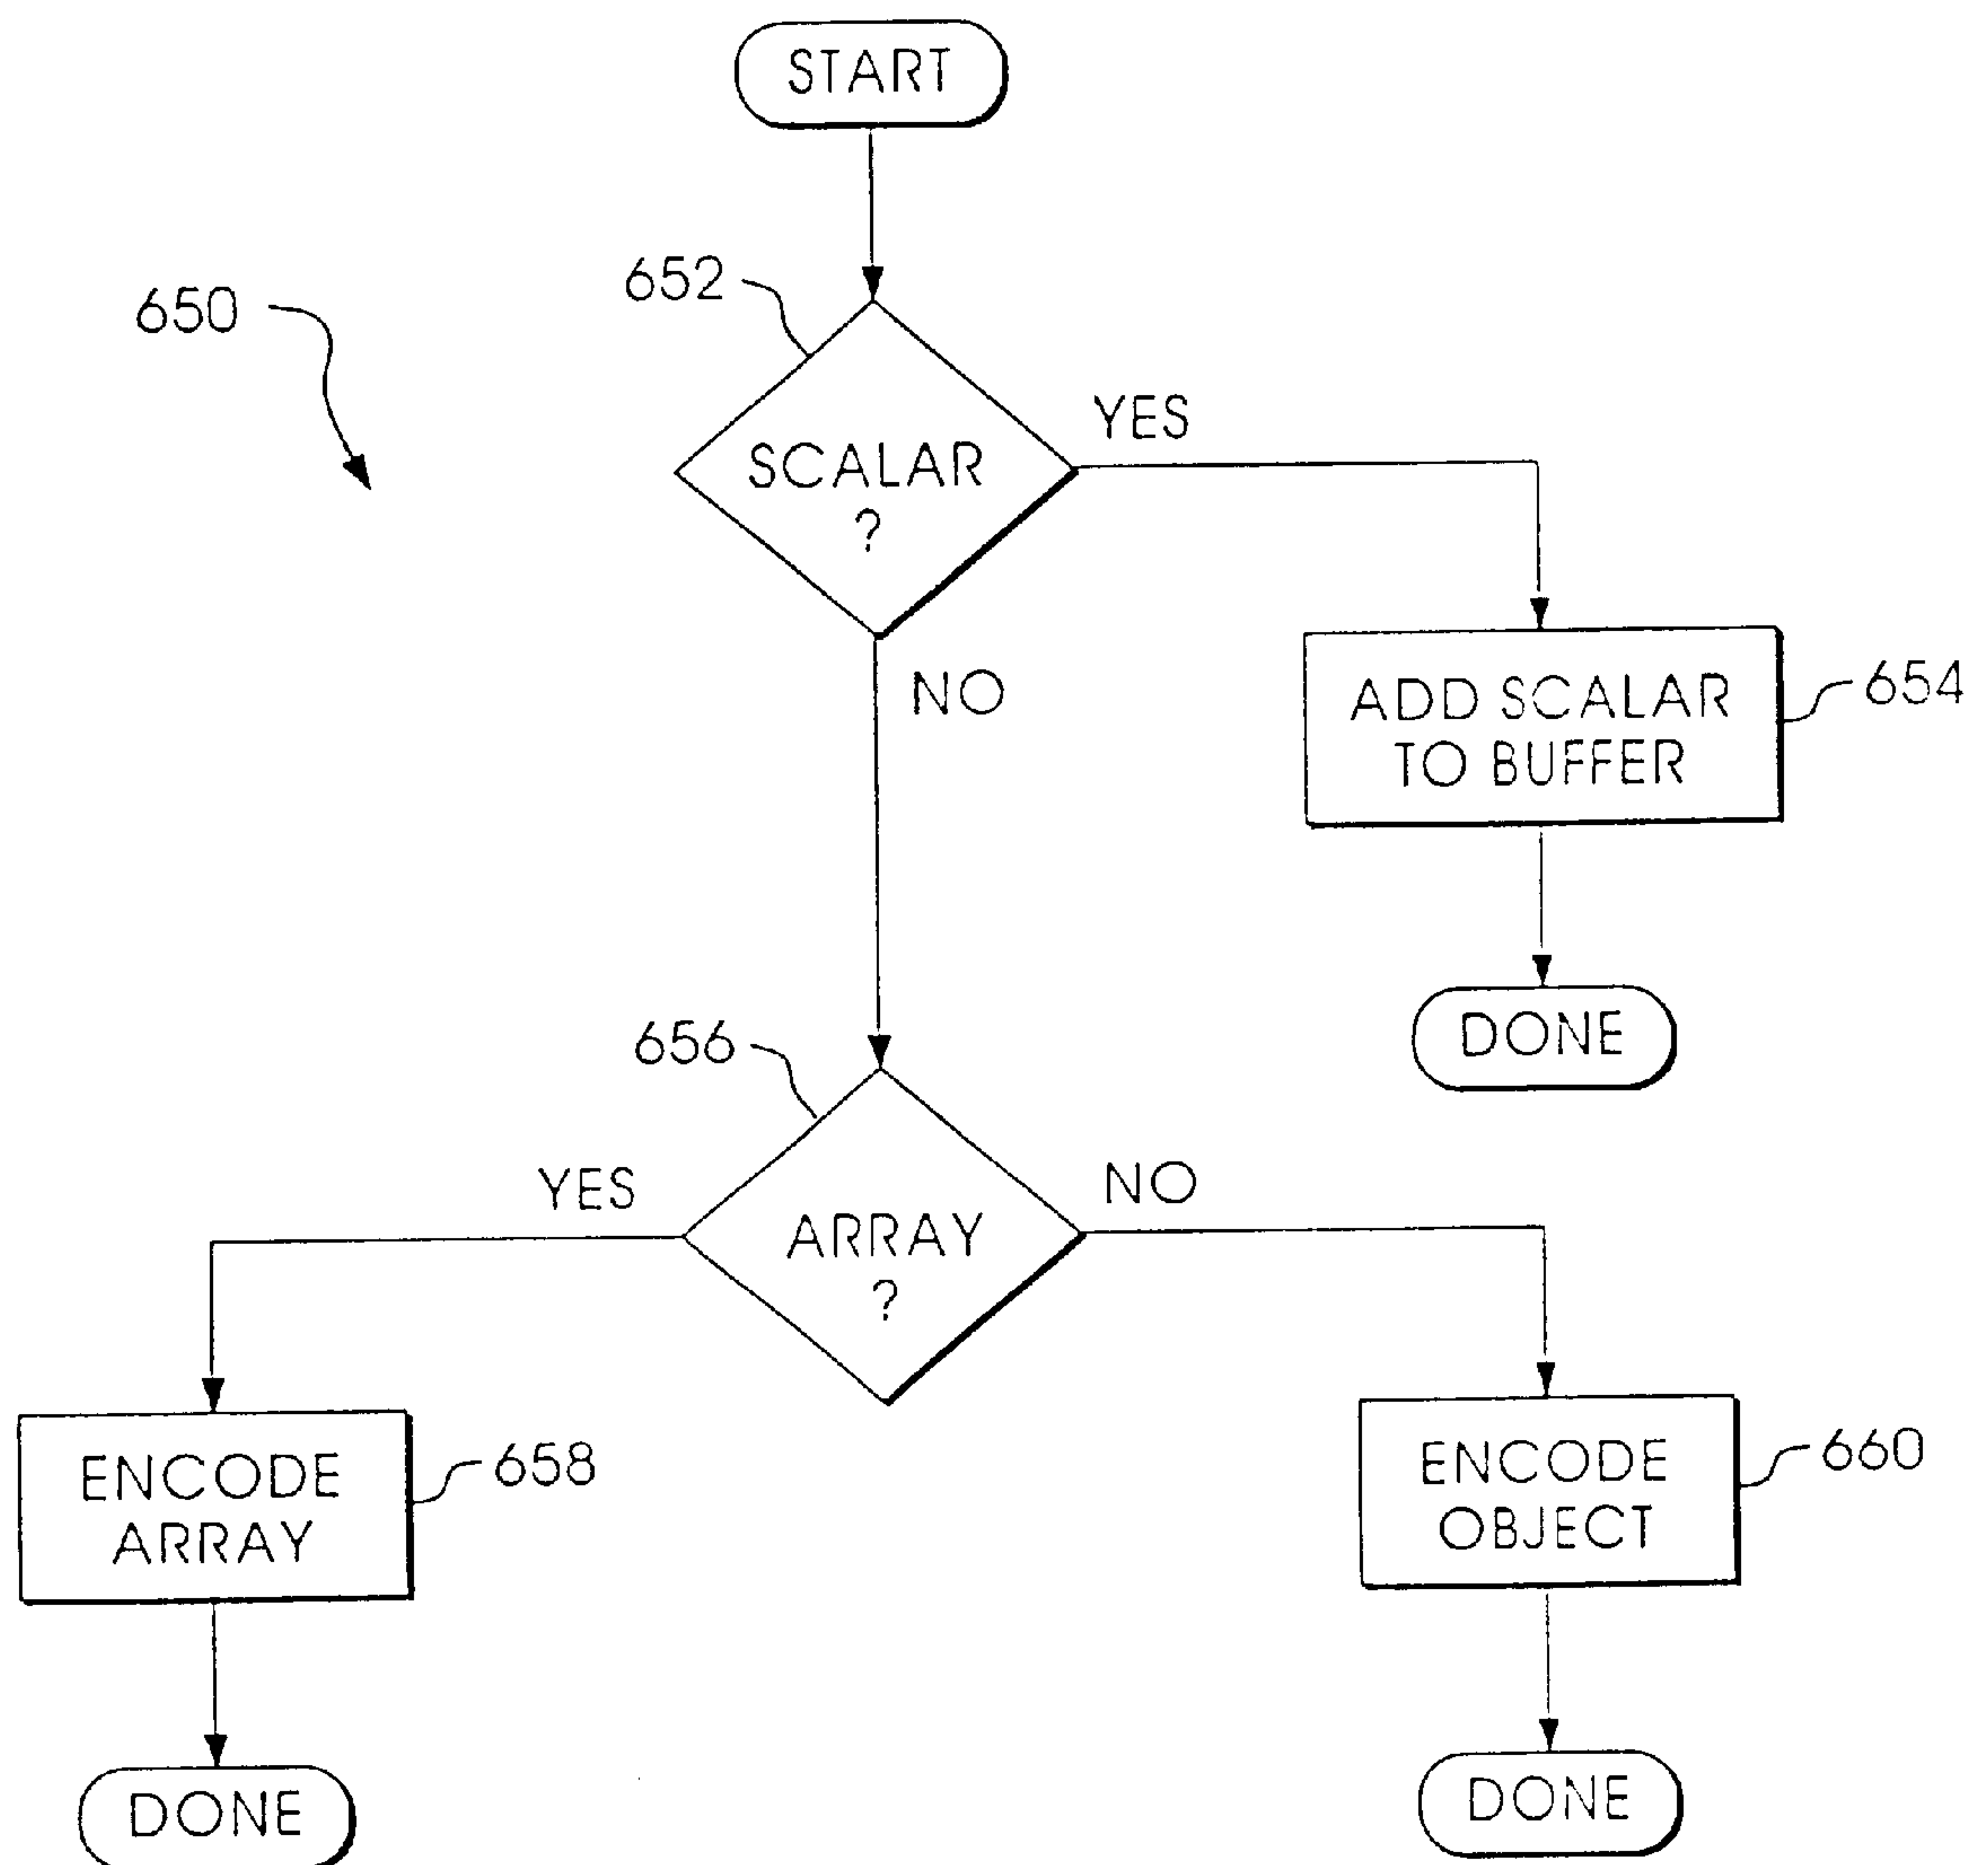 START
652
650
YES
SCALAR
?
NO
ADD SCALAR
TO BUFFER
654
DONE
656
YES
NO
ARRAY
?
ENCODE
ARRAY
658
ENCODE
OBJECT
660
DONE
DONE